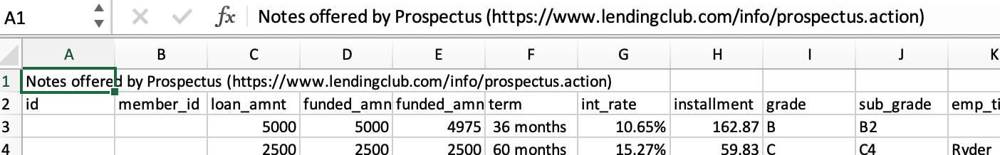 A1 fx Notes offered by Prospectus (https://www.lendingclub.com/info/prospectus.action)
A B C D E F G H I J K
1 Notes offered by Prospectus (https://www.lendingclub.com/info/prospectus.action)
2 id member_id loan_amnt funded_amn funded_amn term int_rate installment grade sub_grade emp_ti
3 5000 5000 4975 36 months 10.65% 162.87 B B2
4 2500 2500 2500 60 months 15.27% 59.83 C C4 Ryder